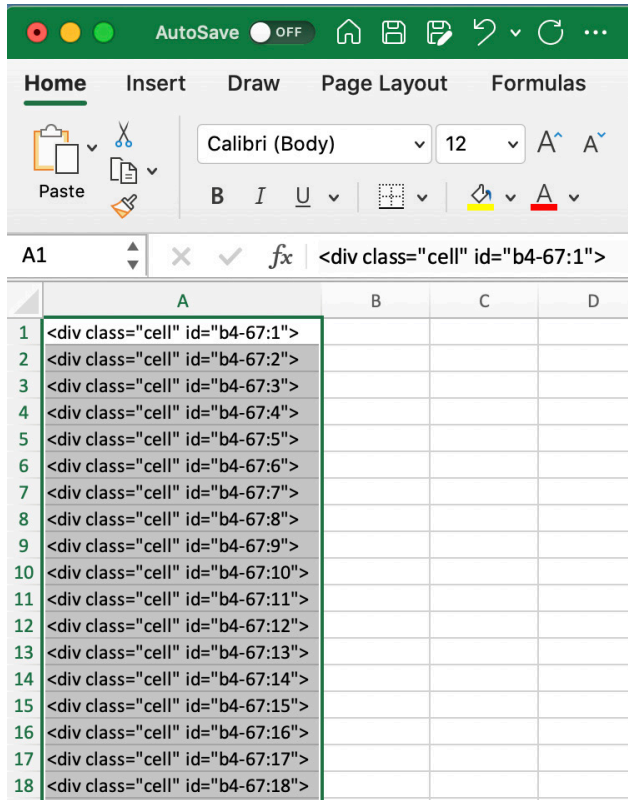 AutoSave OFF ...
Home Insert Draw Page Layout Formulas
Calibri (Body) 12 A^ Aˇ
Paste B I U A
A1 fx <div class="cell" id="b4-67:1">
A B C D
1 <div class="cell" id="b4-67:1">
2 <div class="cell" id="b4-67:2">
3 <div class="cell" id="b4-67:3">
4 <div class="cell" id="b4-67:4">
5 <div class="cell" id="b4-67:5">
6 <div class="cell" id="b4-67:6">
7 <div class="cell" id="b4-67:7">
8 <div class="cell" id="b4-67:8">
9 <div class="cell" id="b4-67:9">
10 <div class="cell" id="b4-67:10">
11 <div class="cell" id="b4-67:11">
12 <div class="cell" id="b4-67:12">
13 <div class="cell" id="b4-67:13">
14 <div class="cell" id="b4-67:14">
15 <div class="cell" id="b4-67:15">
16 <div class="cell" id="b4-67:16">
17 <div class="cell" id="b4-67:17">
18 <div class="cell" id="b4-67:18">